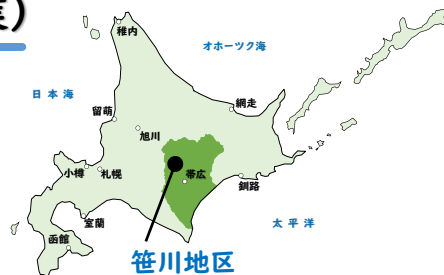 業）
稚内
オホーツク海
日本海
網走
留萌
旭川
小樽
札幌
帯広
釧路
室蘭
太平洋
函館
笹川地区